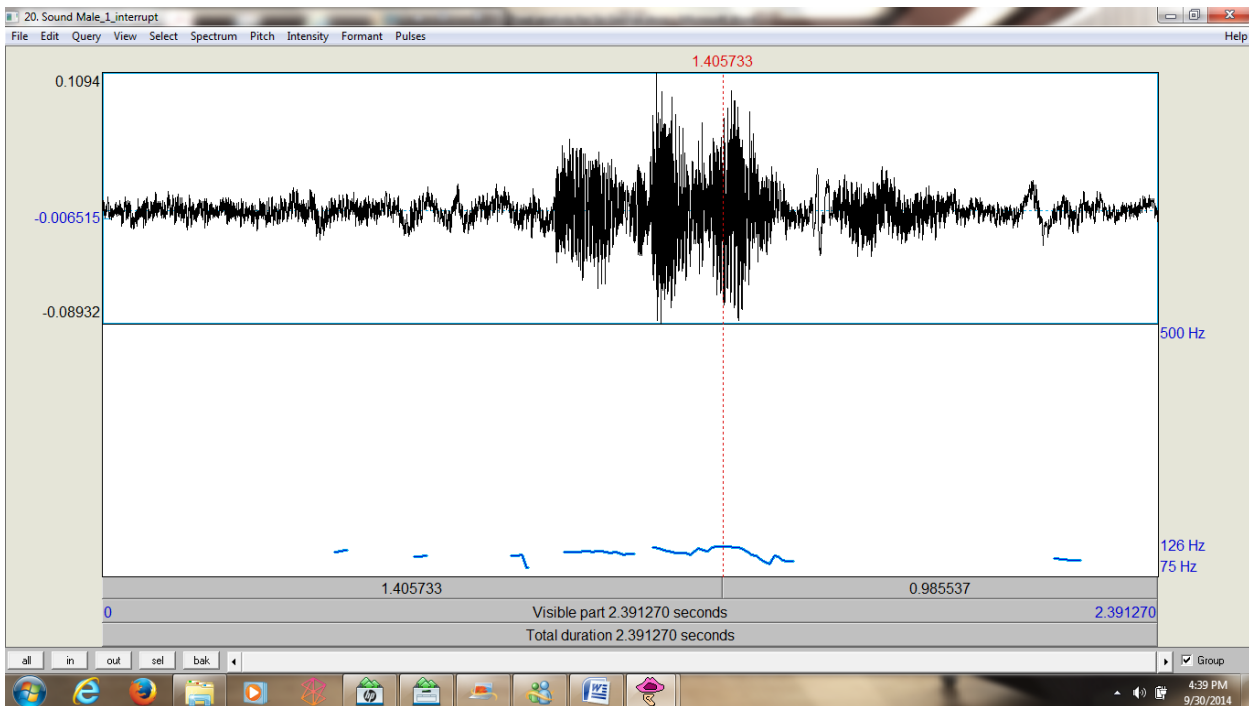 20. Sound Male_1_interrupt
File Edit Query View Select Spectrum Pitch Intensity Formant Pulses Help
1.405733
0.1094
-0.006515
-0.08932
500 Hz
126 Hz
75 Hz
1.405733 0.985537
0 Visible part 2.391270 seconds 2.391270
Total duration 2.391270 seconds
all in out sel bak Group
4:39 PM
9/30/2014